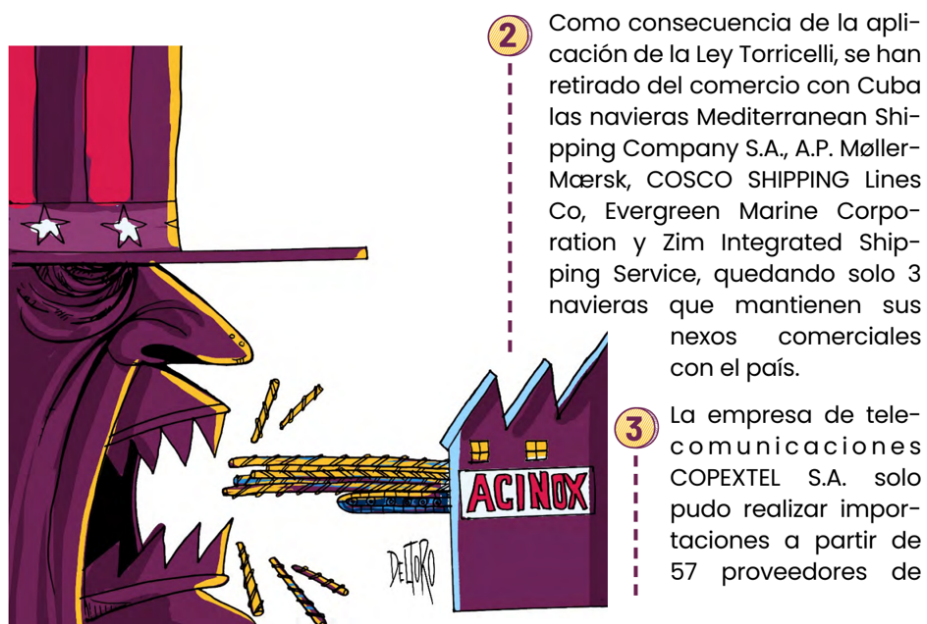 2
Como consecuencia de la apli-
cación de la Ley Torricelli, se han
retirado del comercio con Cuba
las navieras Mediterranean Shi-
pping Company S.A., A.P. Møller-
Mærsk, COSCO SHIPPING Lines
Co, Evergreen Marine Corpo-
ration y Zim Integrated Ship-
ping Service, quedando solo 3
navieras que mantienen sus
nexos comerciales
con el país.
3
La empresa de tele-
comunicaciones
COPEXTEL S.A. solo
pudo realizar impor-
taciones a partir de
57 proveedores de
ACINOX
DELTORO